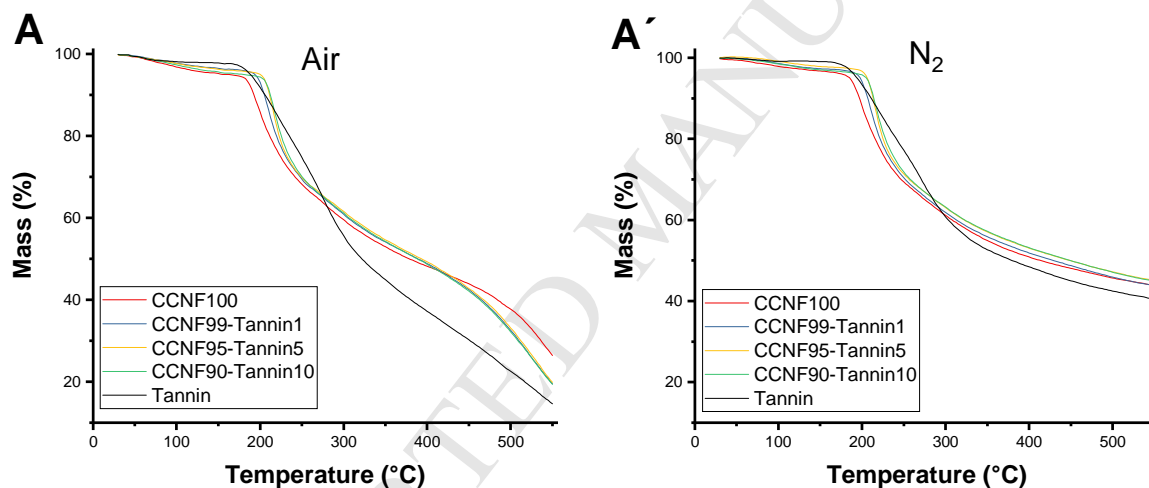 A
Air
100
80
60
40
20
Mass (%)
CCNF100
CCNF99-Tannin1
CCNF95-Tannin5
CCNF90-Tannin10
Tannin
0 100 200 300 400 500
Temperature (°C)
A´
N2
100
80
60
40
20
Mass (%)
CCNF100
CCNF99-Tannin1
CCNF95-Tannin5
CCNF90-Tannin10
Tannin
0 100 200 300 400 500
Temperature (°C)
TED MANU